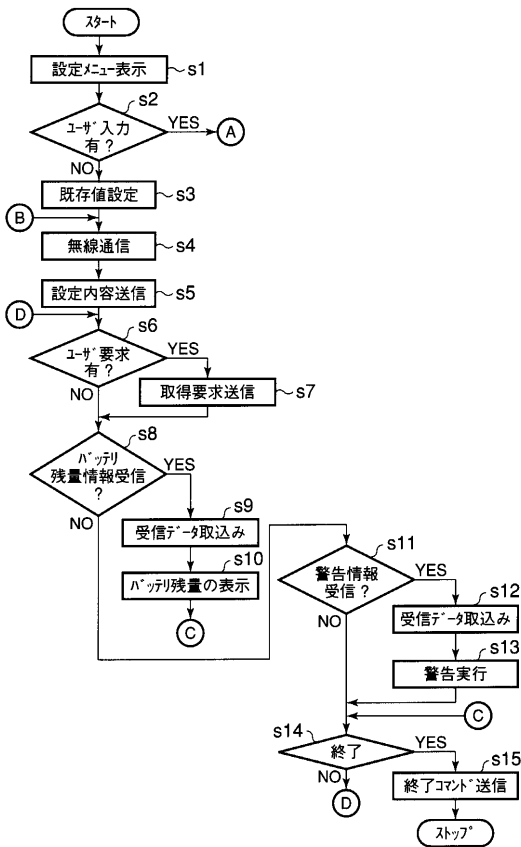 スタート
設定メニュー表示
s1
s2
ユーザ入力
有？
YES
A
NO
既存値設定
s3
B
無線通信
s4
設定内容送信
s5
D
s6
ユーザ要求
有？
YES
取得要求送信
s7
NO
s8
バッテリ
残量情報受信
？
YES
NO
s9
受信データ取込み
s10
バッテリ残量の表示
C
s11
警告情報
受信？
YES
NO
s12
受信データ取込み
s13
警告実行
C
s14
終了
YES
NO
D
s15
終了コマンド送信
ストップ